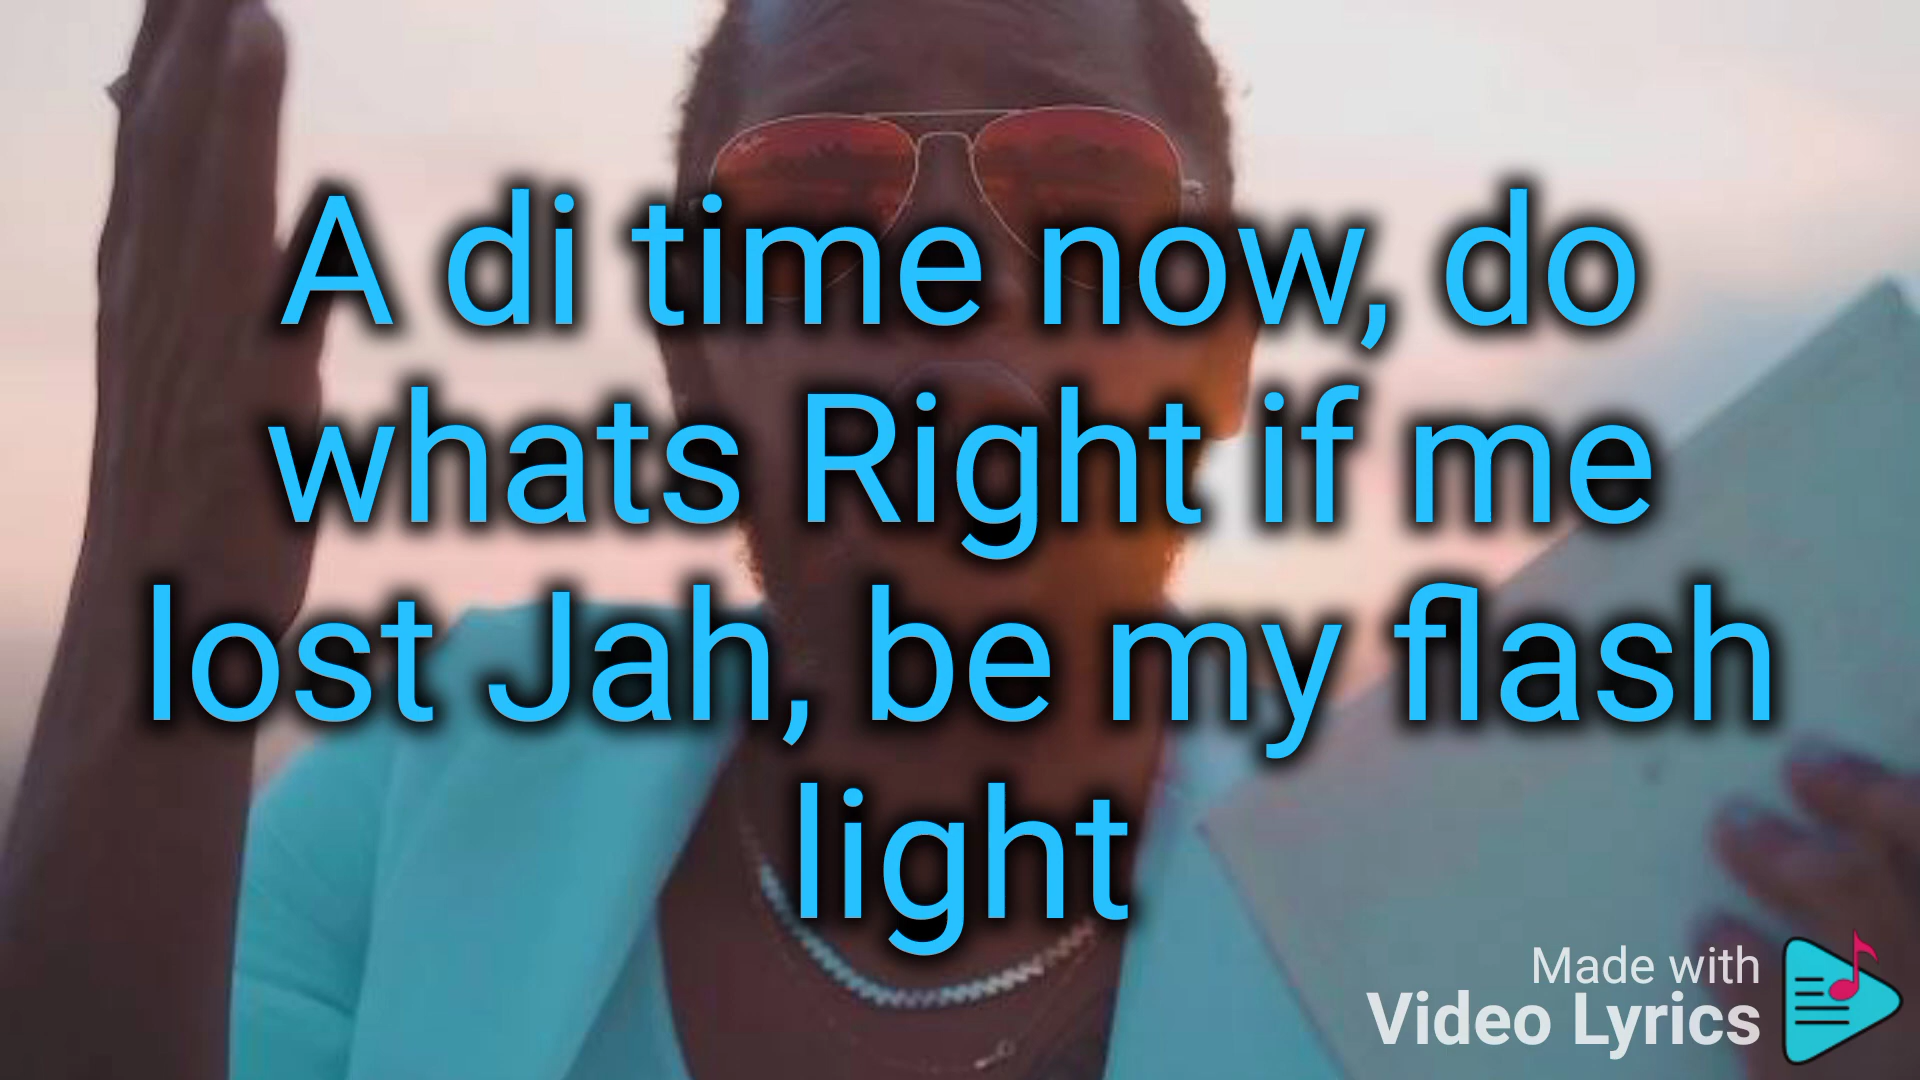 A di time now, do
whats Right if me
lost Jah, be my flash
light
Made with
Video Lyrics